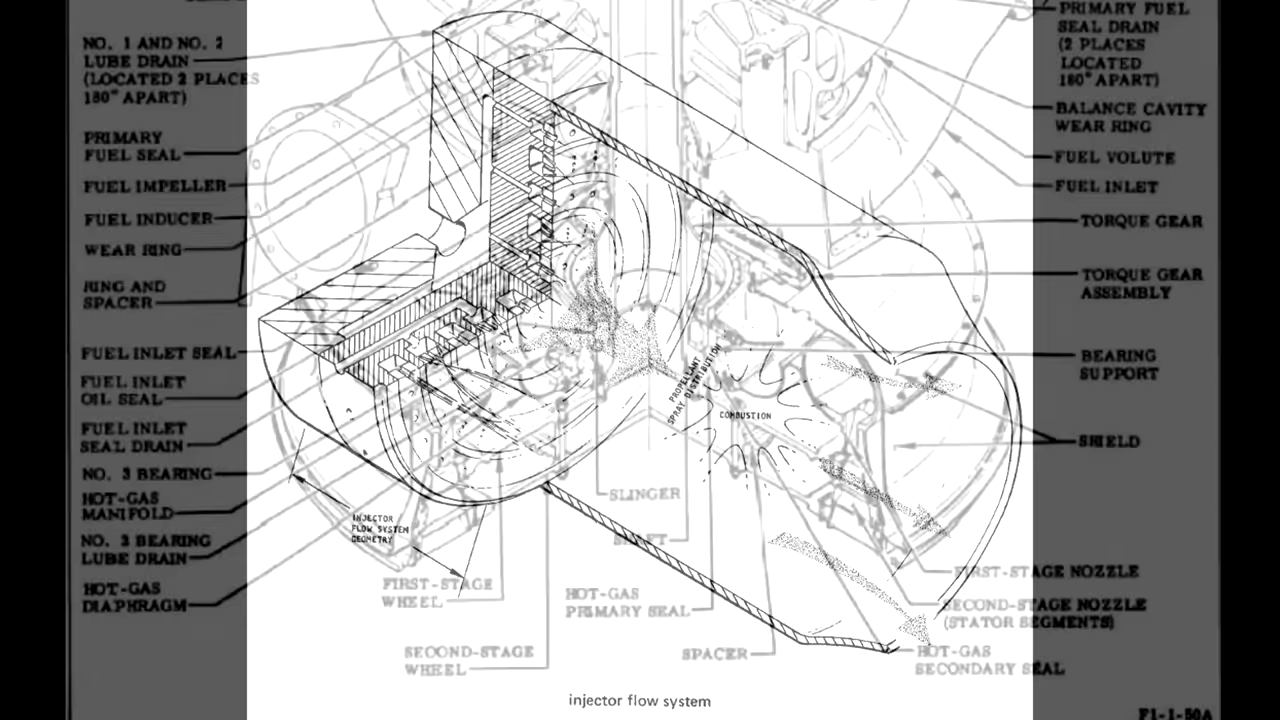 NO. 1 AND NO. 2
LUBE DRAIN
(LOCATED 2 PLACES
180° APART)
PRIMARY
FUEL SEAL
FUEL IMPELLER
FUEL INDUCER
WEAR RING
RING AND
SPACER
FUEL INLET SEAL
FUEL INLET
OIL SEAL
FUEL INLET
SEAL DRAIN
NO. 3 BEARING
HOT-GAS
MANIFOLD
NO. 3 BEARING
LUBE DRAIN
HOT-GAS
DIAPHRAGM
PROPELLANT
SPRAY DISTRIBUTION
COMBUSTION
INJECTOR
FLOW SYSTEM
GEOMETRY
SLINGER
SHAFT
FIRST-STAGE
WHEEL
HOT-GAS
PRIMARY SEAL
SECOND-STAGE
WHEEL
SPACER
PRIMARY FUEL
SEAL DRAIN
(2 PLACES
LOCATED
180° APART)
BALANCE CAVITY
WEAR RING
FUEL VOLUTE
FUEL INLET
TORQUE GEAR
TORQUE GEAR
ASSEMBLY
BEARING
SUPPORT
SHIELD
FIRST-STAGE NOZZLE
SECOND-STAGE NOZZLE
(STATOR SEGMENTS)
HOT-GAS
SECONDARY SEAL
injector flow system
F1-1-50A